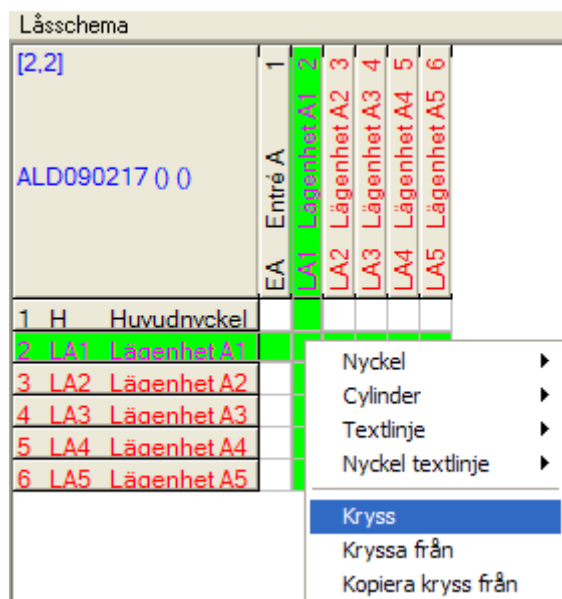 Låsschema
[2,2]
ALD090217 () ()
EA Entré A 1
LA1 Lägenhet A1 2
LA2 Lägenhet A2 3
LA3 Lägenhet A3 4
LA4 Lägenhet A4 5
LA5 Lägenhet A5 6
1 H Huvudnyckel
2 LA1 Lägenhet A1
3 LA2 Lägenhet A2
4 LA3 Lägenhet A3
5 LA4 Lägenhet A4
6 LA5 Lägenhet A5
Nyckel
Cylinder
Textlinje
Nyckel textlinje
Kryss
Kryssa från
Kopiera kryss från